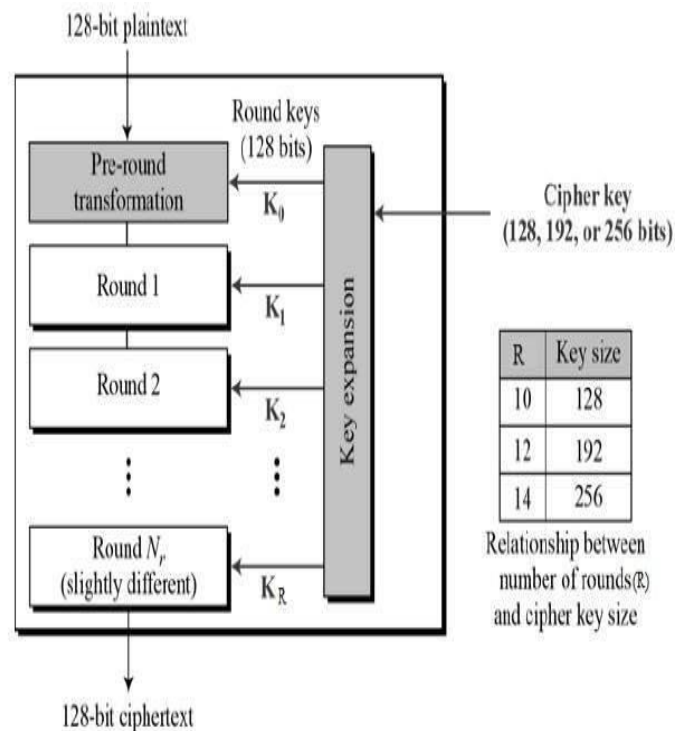 128-bit plaintext
Round keys
(128 bits)
Pre-round
transformation
K0
Cipher key
(128, 192, or 256 bits)
Round 1
K1
Key expansion
Round 2
K2
R Key size
10 128
12 192
14 256
Relationship between
number of rounds(R)
and cipher key size
Round Nr
(slightly different)
KR
128-bit ciphertext